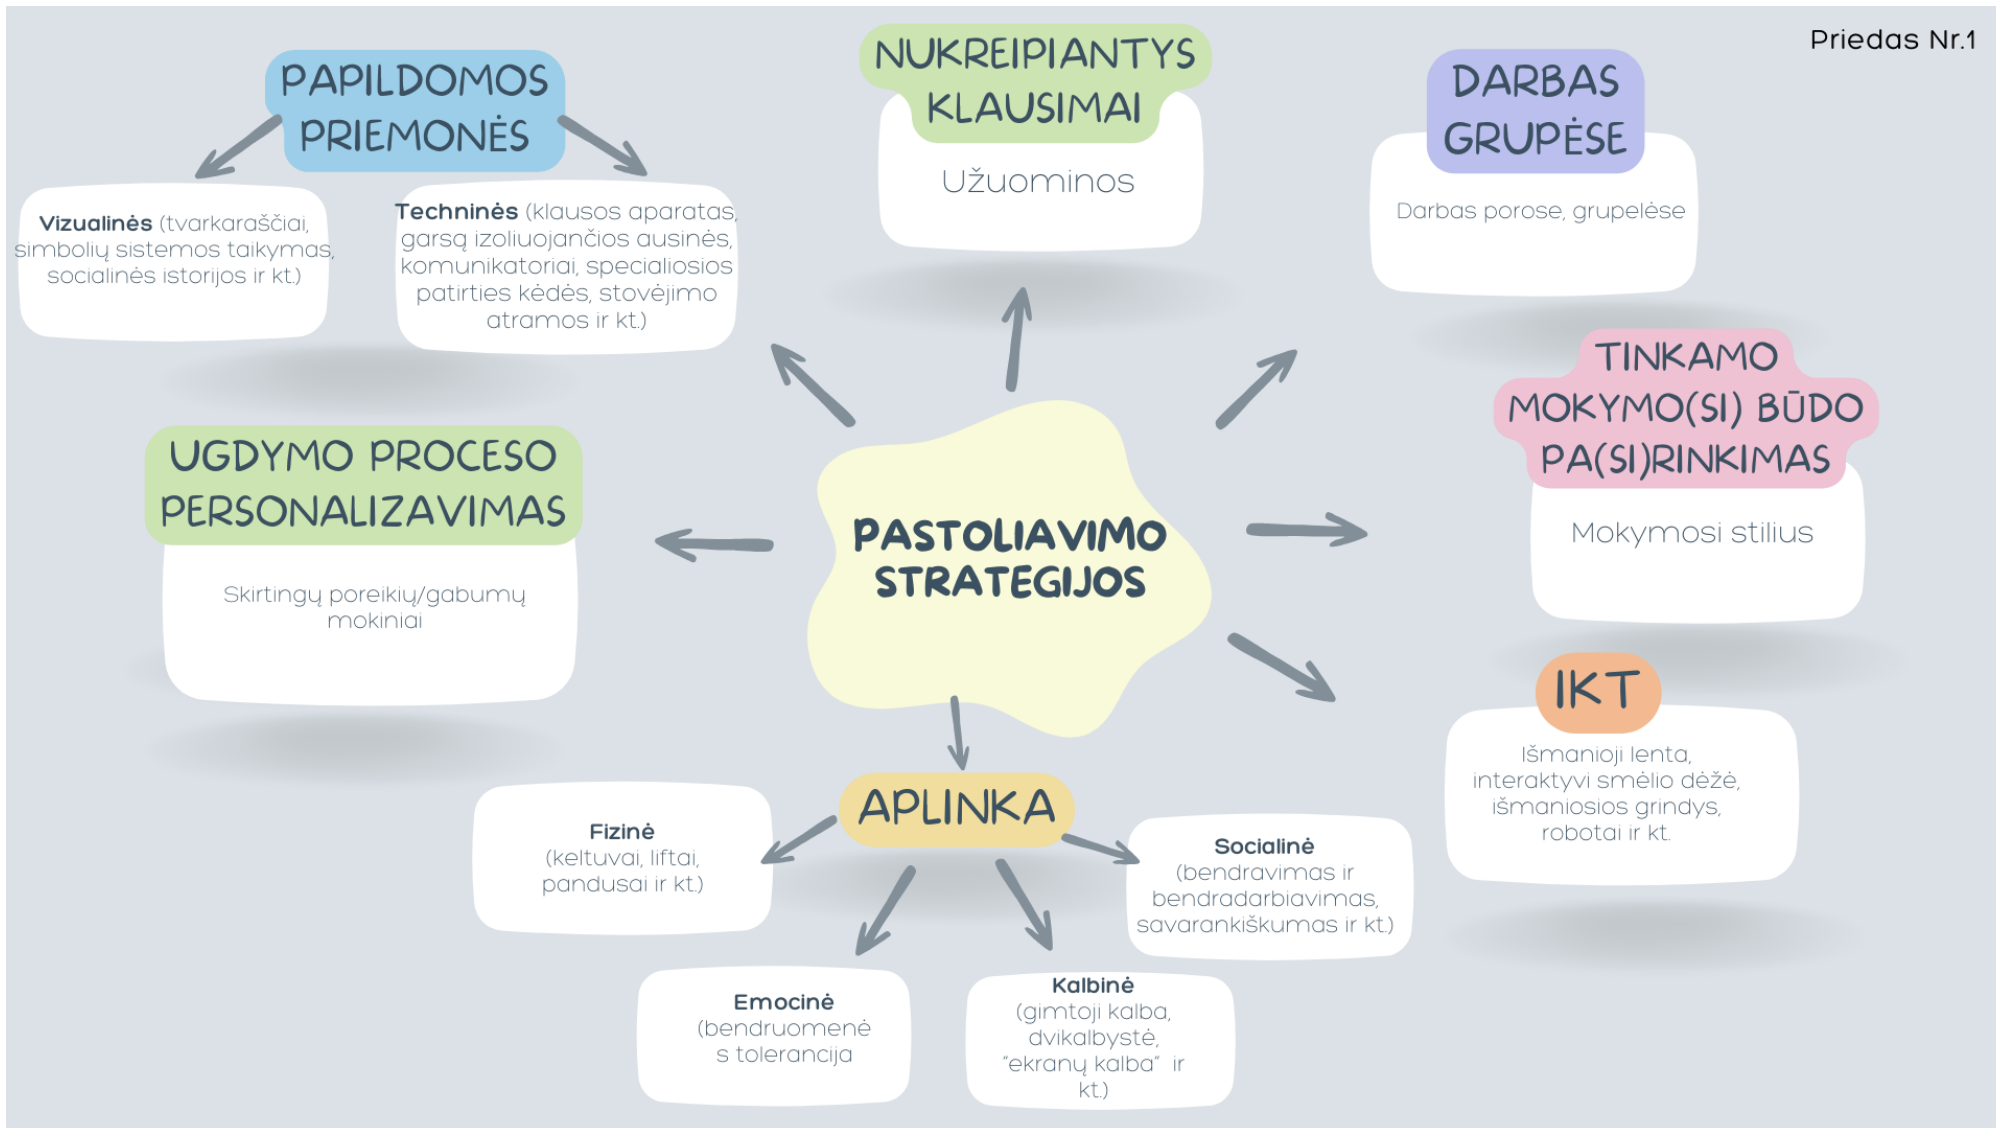 Priedas Nr.1
PAPILDOMOS
PRIEMONĖS
Vizualinės (tvarkaraščiai,
simbolių sistemos taikymas,
socialinės istorijos ir kt.)
Techninės (klausos aparatas,
garsą izoliuojančios ausinės,
komunikatoriai, specialiosios
patirties kėdės, stovėjimo
atramos ir kt.)
NUKREIPIANTYS
KLAUSIMAI
Užuominos
DARBAS
GRUPĖSE
Darbas porose, grupelėse
TINKAMO
MOKYMO(SI) BŪDO
PA(SI)RINKIMAS
Mokymosi stilius
UGDYMO PROCESO
PERSONALIZAVIMAS
Skirtingų poreikių/gabumų
mokiniai
PASTOLIAVIMO
STRATEGIJOS
IKT
Išmanioji lenta,
interaktyvi smėlio dėžė,
išmaniosios grindys,
robotai ir kt.
APLINKA
Fizinė
(keltuvai, liftai,
pandusai ir kt.)
Emocinė
(bendruomenė
s tolerancija
Kalbinė
(gimtoji kalba,
dvikalbystė,
"ekranų kalba" ir
kt.)
Socialinė
(bendravimas ir
bendradarbiavimas,
savarankiškumas ir kt.)